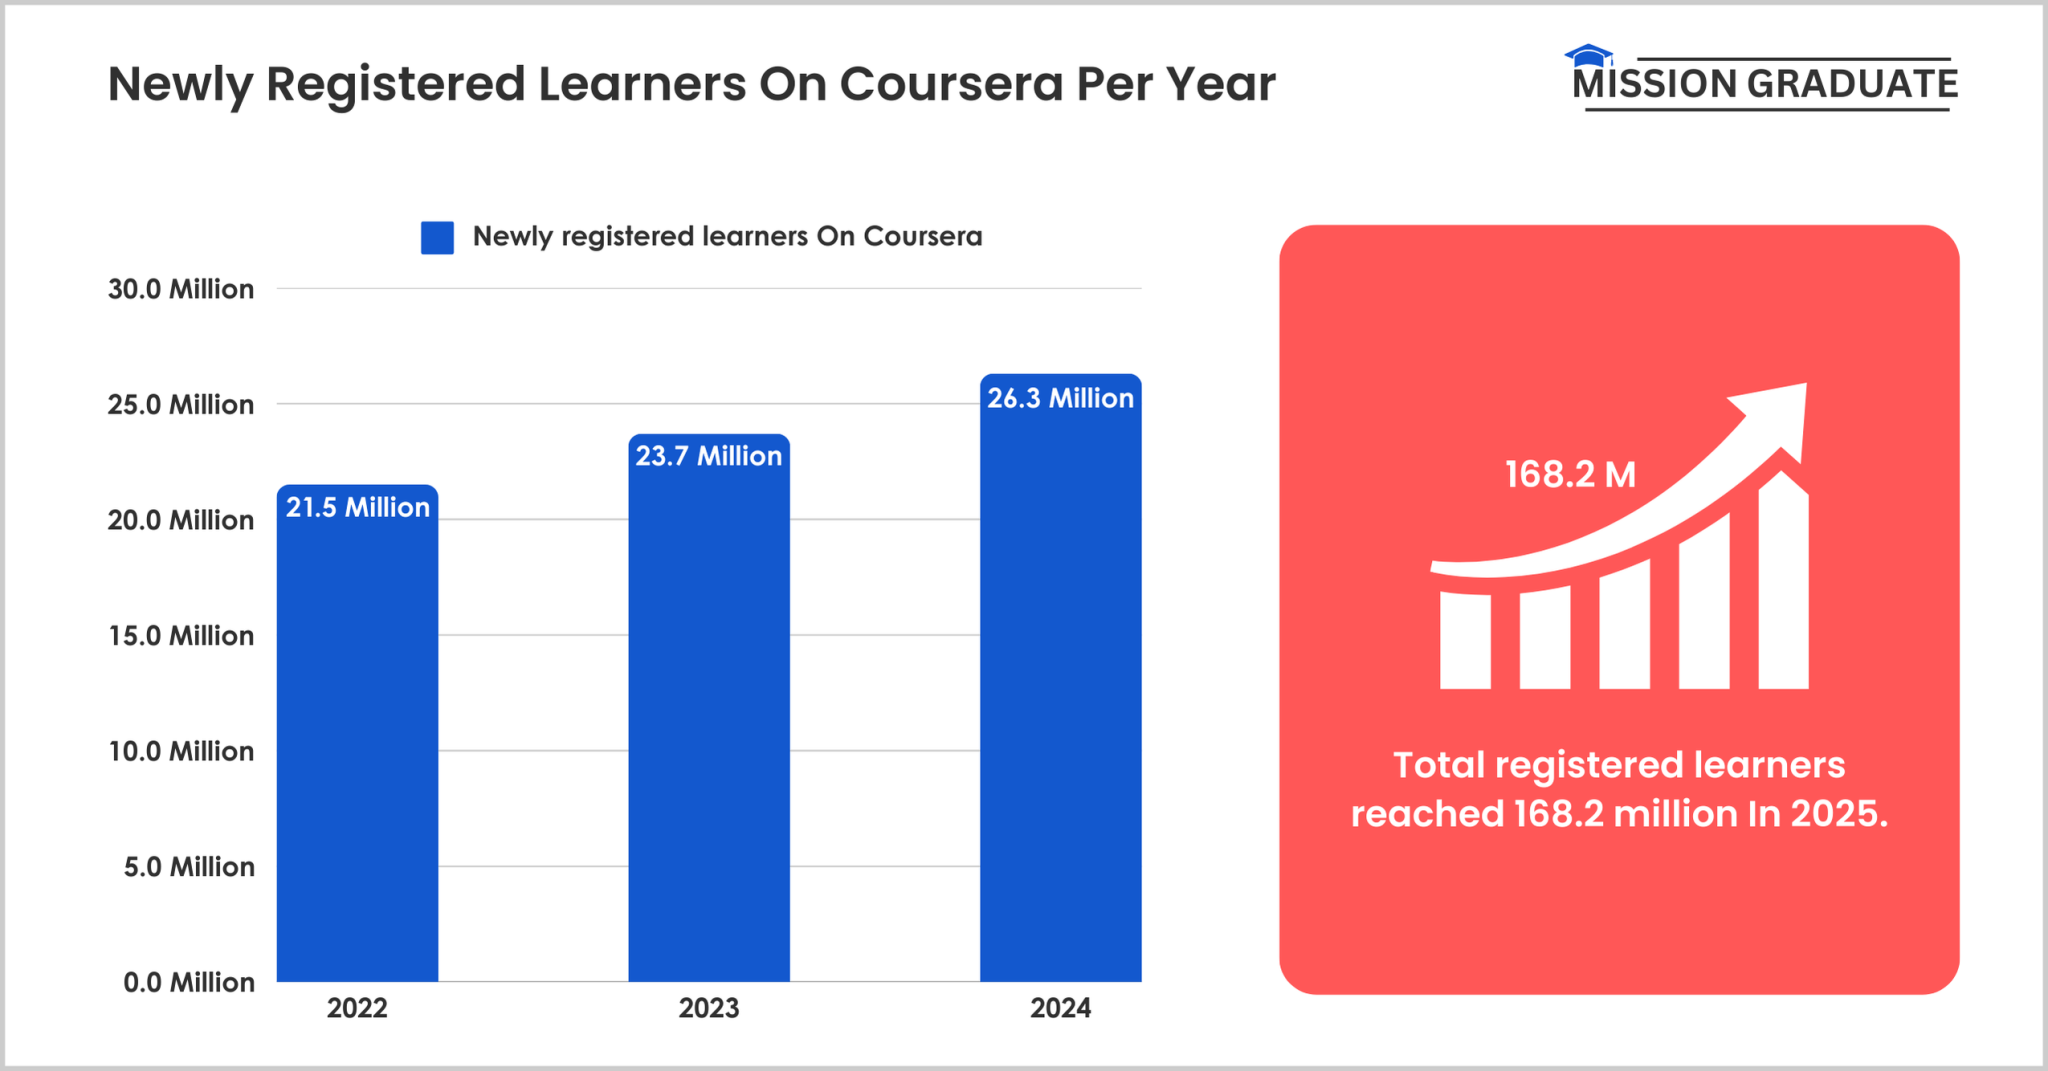 Newly Registered Learners On Coursera Per Year
MISSION GRADUATE
Newly registered learners On Coursera
30.0 Million
25.0 Million
20.0 Million
15.0 Million
10.0 Million
5.0 Million
0.0 Million
21.5 Million
23.7 Million
26.3 Million
2022
2023
2024
168.2 M
Total registered learners
reached 168.2 million In 2025.